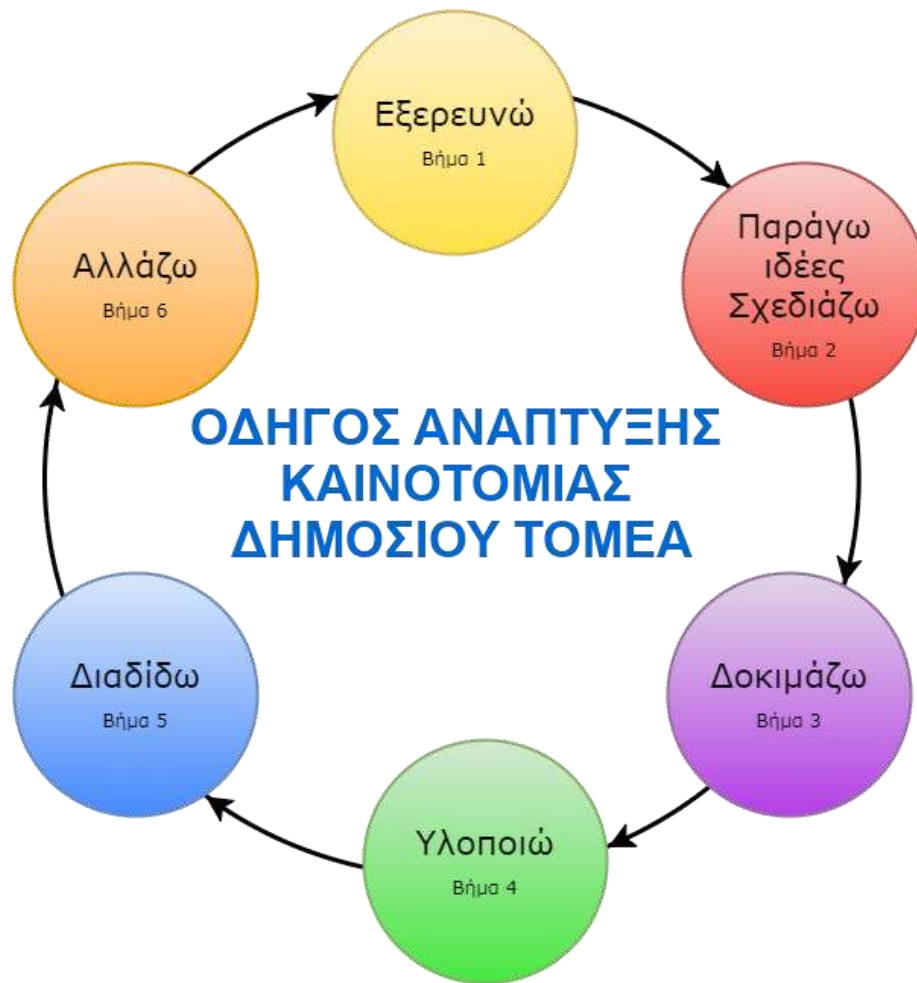 Εξερευνώ
Βήμα 1
Παράγω
ιδέες
Σχεδιάζω
Βήμα 2
Δοκιμάζω
Βήμα 3
Υλοποιώ
Βήμα 4
Διαδίδω
Βήμα 5
Αλλάζω
Βήμα 6
ΟΔΗΓΟΣ ΑΝΑΠΤΥΞΗΣ
ΚΑΙΝΟΤΟΜΙΑΣ
ΔΗΜΟΣΙΟΥ ΤΟΜΕΑ